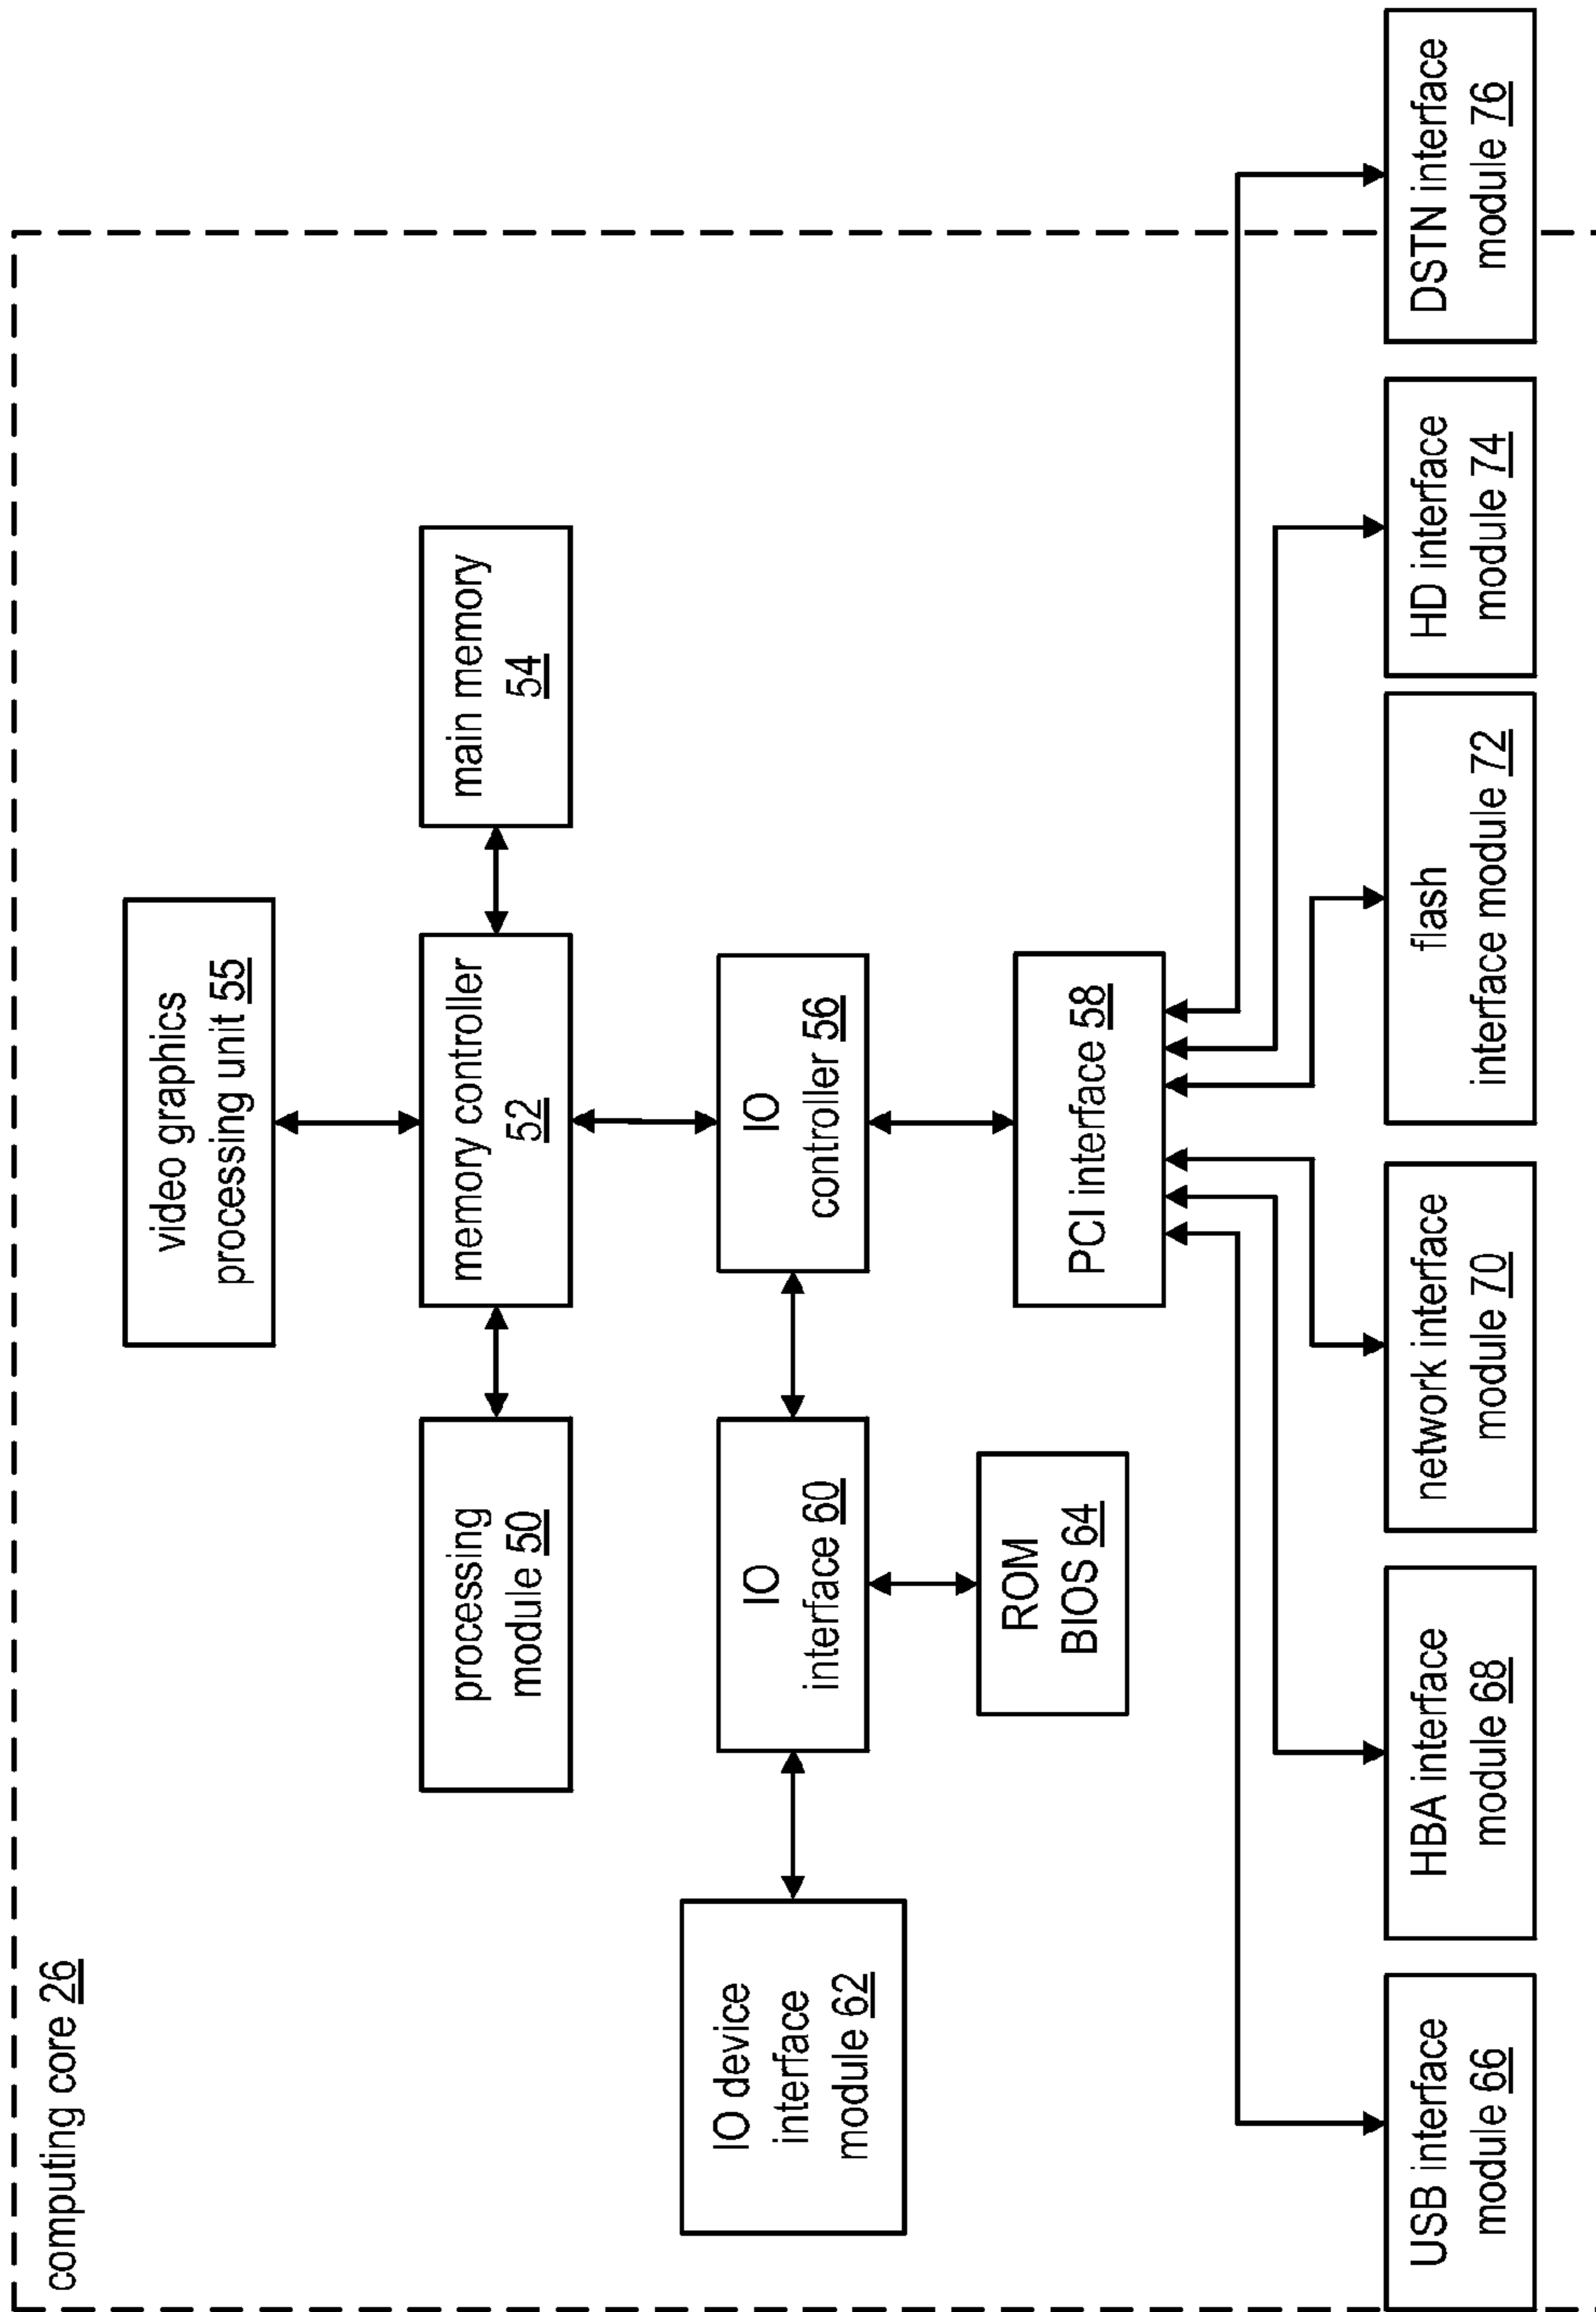 computing core 26
video graphics
processing unit 55
processing
module 50
memory controller
52
main memory
54
IO device
interface
module 62
IO
interface 60
IO
controller 56
ROM
BIOS 64
PCI interface 58
USB interface
module 66
HBA interface
module 68
network interface
module 70
flash
interface module 72
HD interface
module 74
DSTN interface
module 76